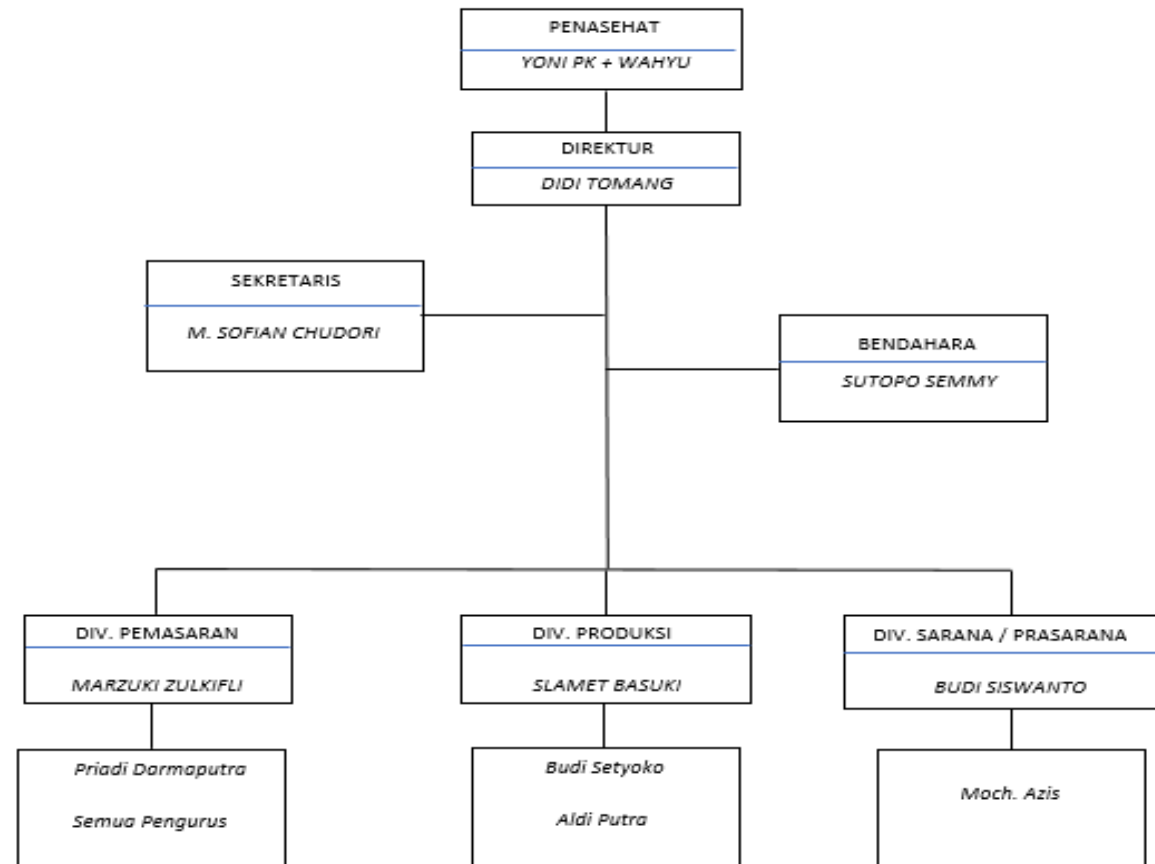 PENASEHAT
YONI PK + WAHYU
DIREKTUR
DIDI TOMANG
SEKRETARIS
M. SOFIAN CHUDORI
BENDAHARA
SUTOPO SEMMY
DIV. PEMASARAN
MARZUKI ZULKIFLI
Priadi Darmaputra
Semua Pengurus
DIV. PRODUKSI
SLAMET BASUKI
Budi Setyoko
Aldi Putra
DIV. SARANA / PRASARANA
BUDI SISWANTO
Moch. Azis